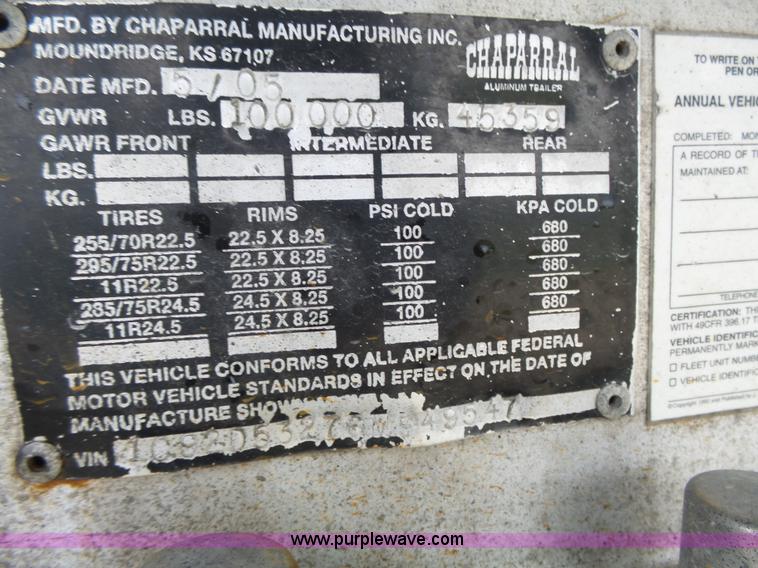 MFD. BY CHAPARRAL MANUFACTURING INC.
MOUNDRIDGE, KS 67107
CHAPARRAL
ALUMINUM TRAILER
DATE MFD. 5/05
GVWR LBS. 100 000 KG. 45359
GAWR FRONT INTERMEDIATE REAR
LBS.
KG.
TIRES RIMS PSI COLD KPA COLD
255/70R22.5 22.5 X 8.25 100 680
295/75R22.5 22.5 X 8.25 100 680
11R22.5 22.5 X 8.25 100 680
285/75R24.5 24.5 X 8.25 100 680
11R24.5 24.5 X 8.25 100 680
THIS VEHICLE CONFORMS TO ALL APPLICABLE FEDERAL
MOTOR VEHICLE STANDARDS IN EFFECT ON THE DATE OF
MANUFACTURE
VIN
TO WRITE ON
PEN OR
ANNUAL
COMPLETED:
A RECORD OF
MAINTAINED AT:
CERTIFICATION:
WITH 49CFR 396.17
VEHICLE
PERMANENTLY
☐ FLEET UNIT
☐ VEHICLE
www.purplewave.com